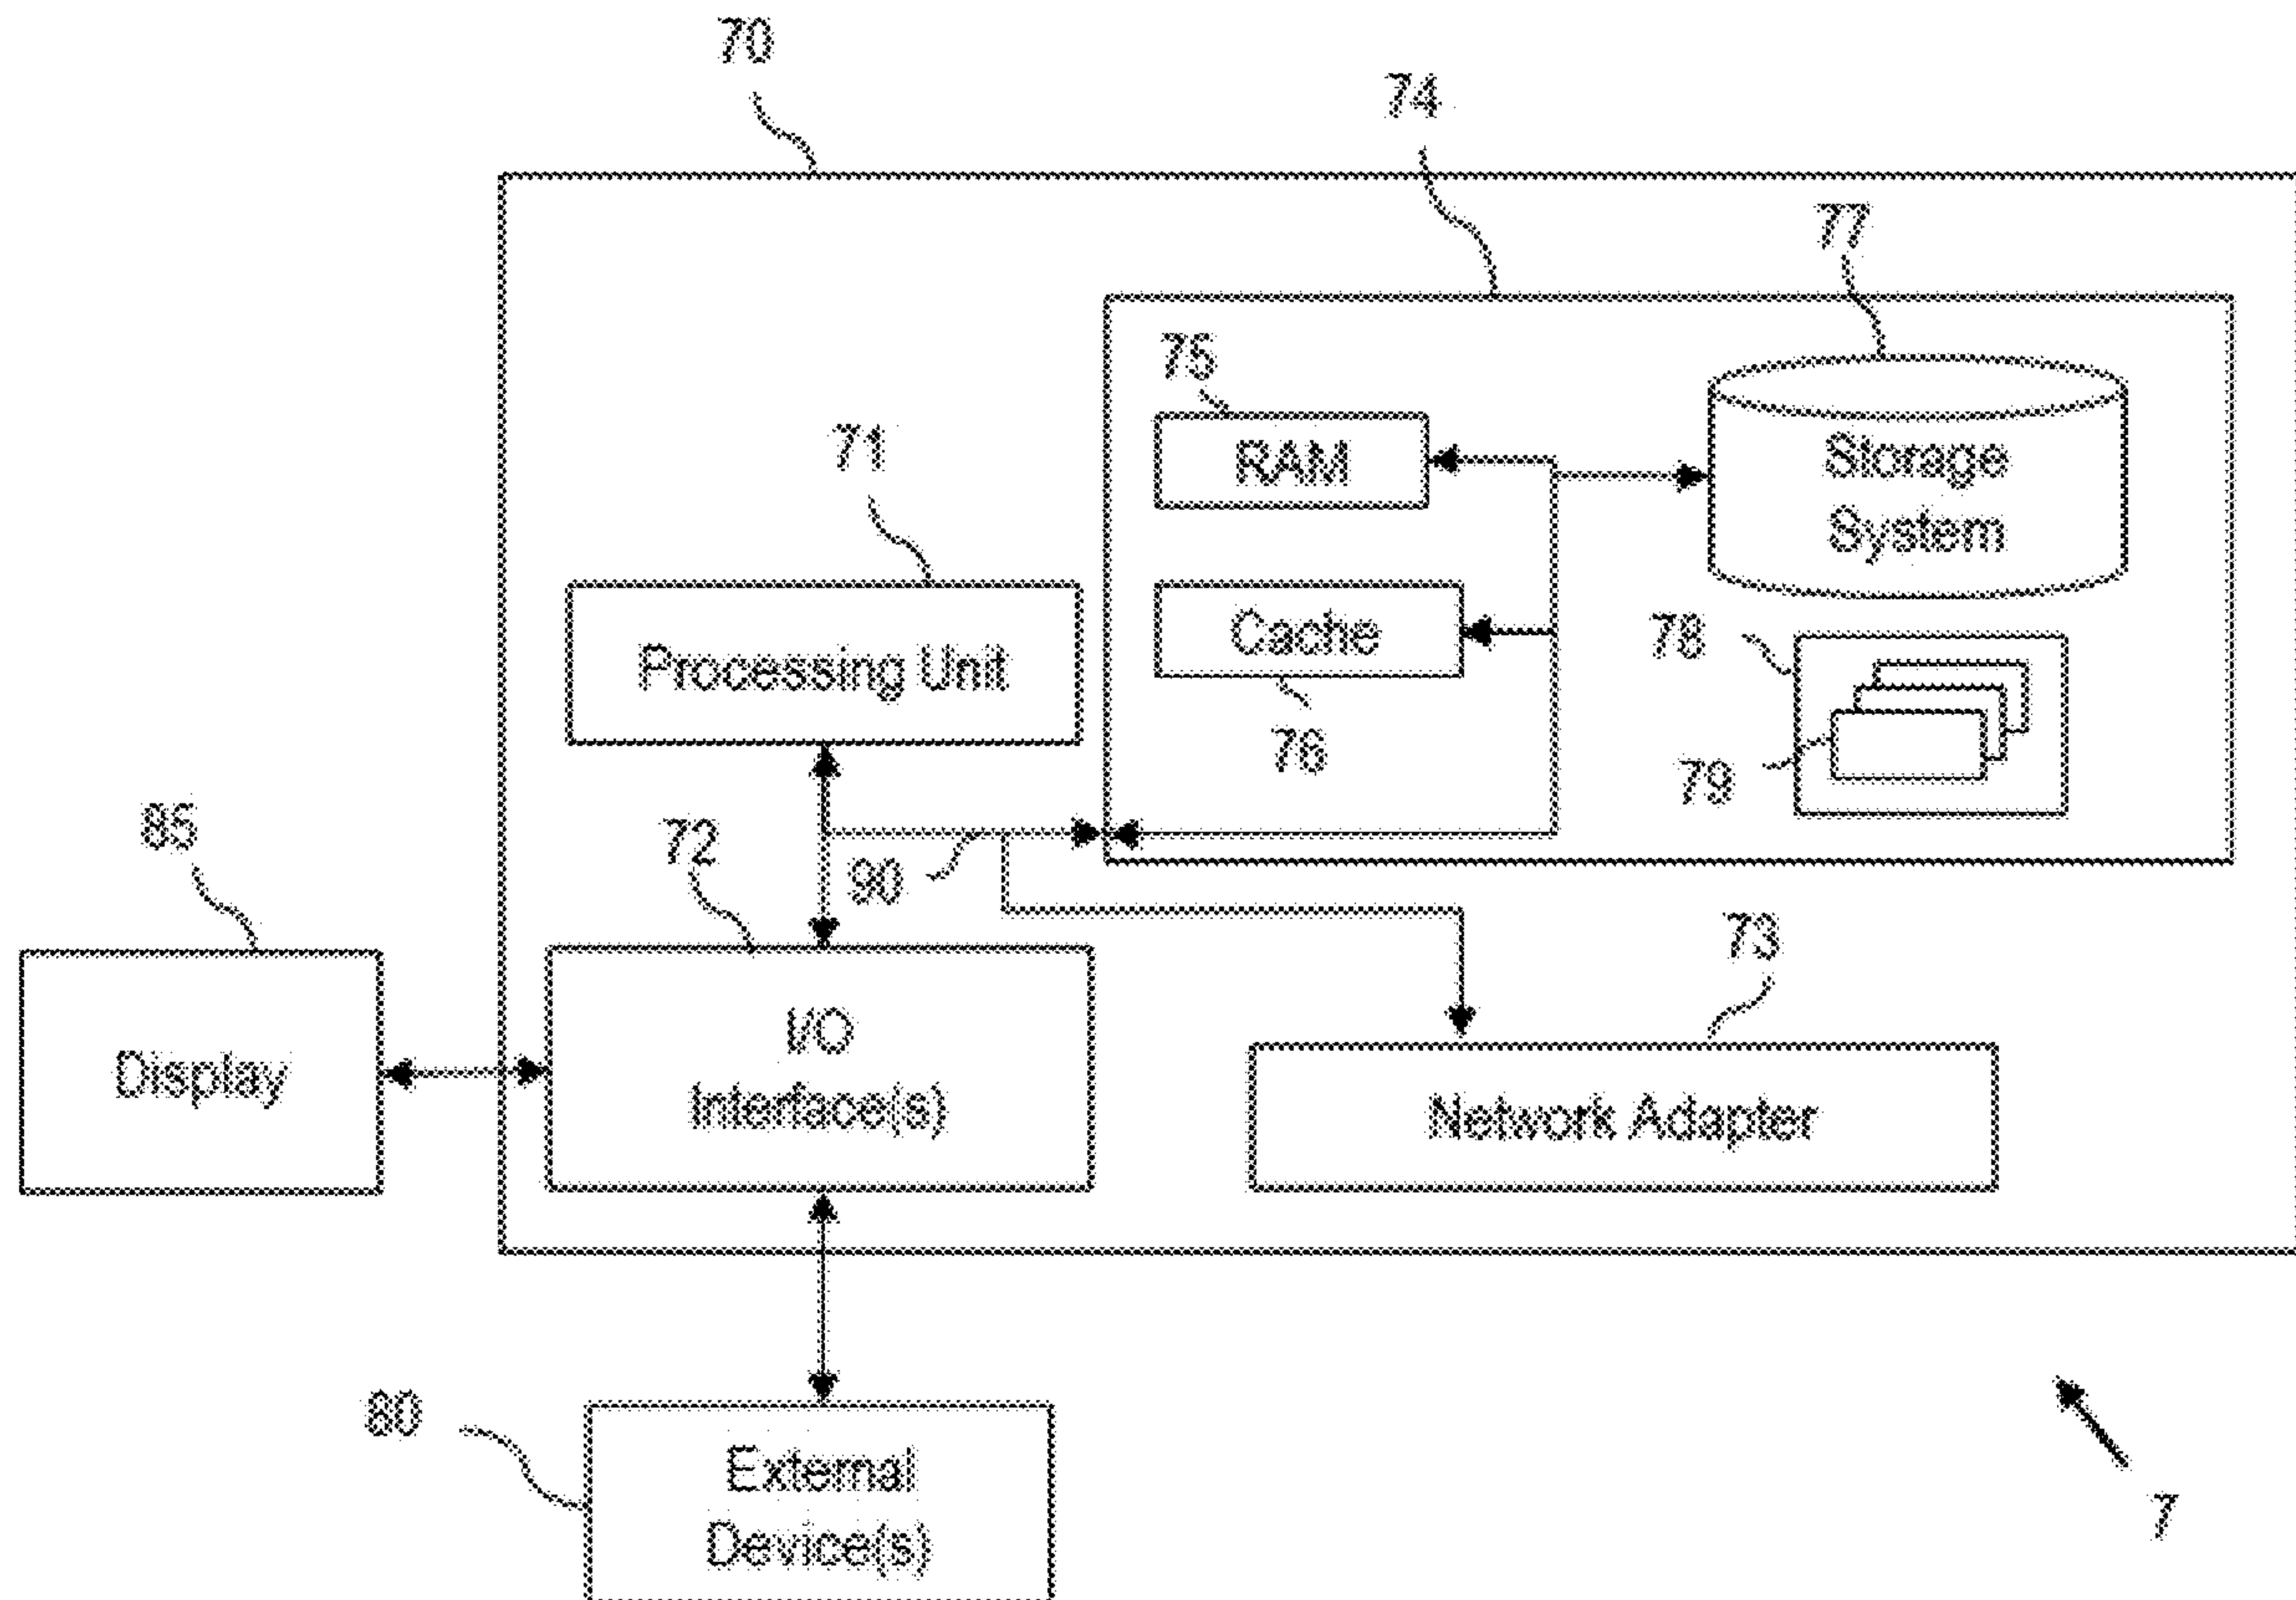 70
74
77
75
RAM
Storage
System
71
Processing Unit
Cache
76
78
79
85
72
90
73
Display
I/O
Interface(s)
Network Adapter
80
External
Device(s)
7